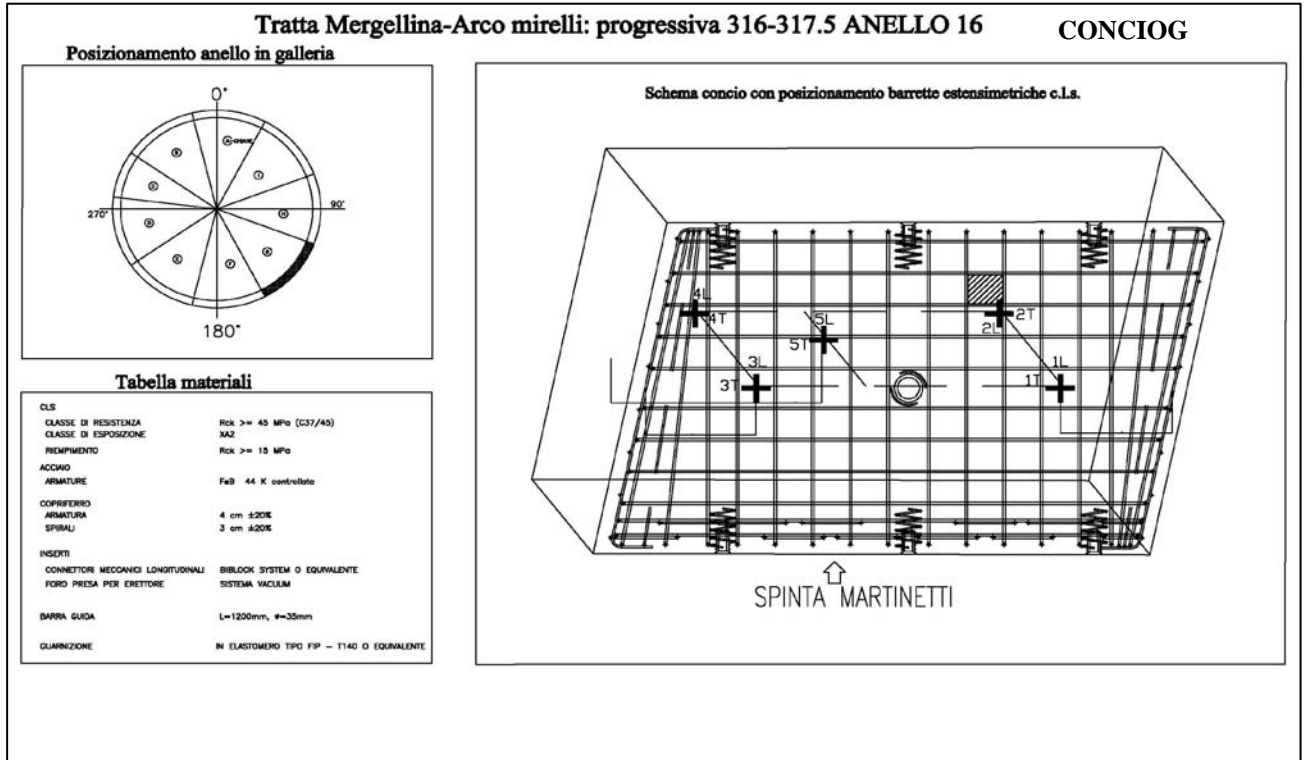 Tratta Mergellina-Arco mirelli: progressiva 316-317.5 ANELLO 16 CONCIOG
Posizionamento anello in galleria
0°
90°
180°
270°
A-CHIAVE
B
I
H
F
E
D
Schema concio con posizionamento barrette estensimetriche c.l.s.
4L
4T
5L
5T
3L
3T
2T
2L
1L
1T
SPINTA MARTINETTI
Tabella materiali
CLS
CLASSE DI RESISTENZA Rck >= 45 MPa (C37/45)
CLASSE DI ESPOSIZIONE XA2
RIEMPIMENTO Rck >= 15 MPa
ACCIAIO
ARMATURE FeB 44 K controllato
COPRIFERRO
ARMATURA 4 cm ±20%
SPIRALI 3 cm ±20%
INSERTI
CONNETTORI MECCANICI LONGITUDINALI BIBLOCK SYSTEM O EQUIVALENTE
FORO PRESA PER ERETTORE SISTEMA VACUUM
BARRA GUIDA L=1200mm, ø=35mm
GUARNIZIONE IN ELASTOMERO TIPO FIP - T140 O EQUIVALENTE